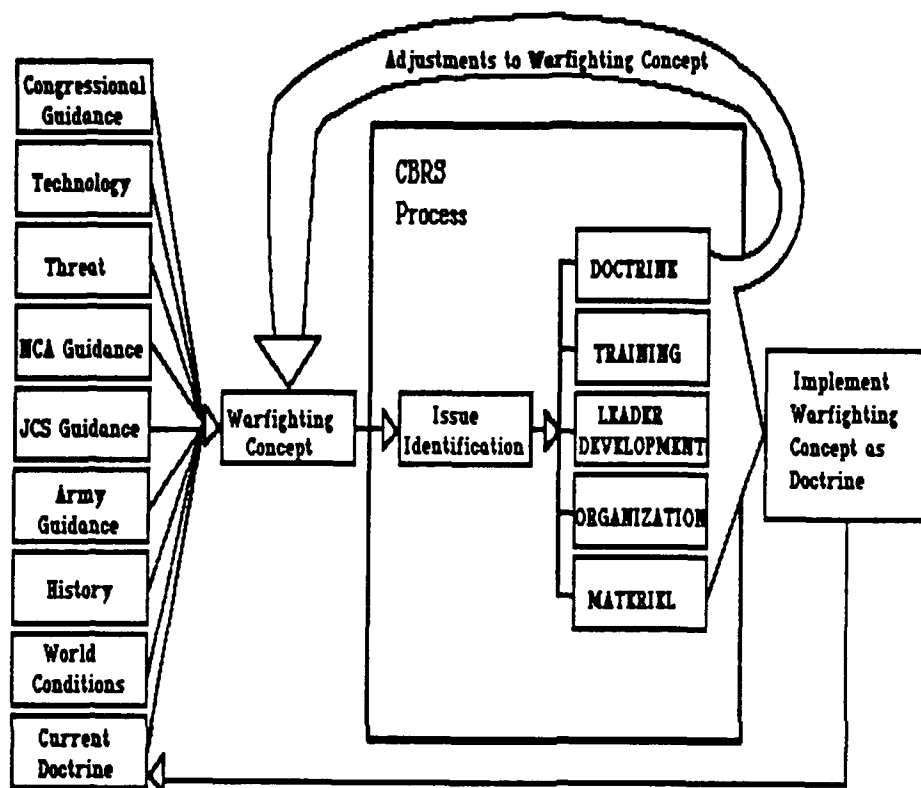 Adjustments to Warfighting Concept
Congressional
Guidance
Technology
Threat
NCA Guidance
JCS Guidance
Army
Guidance
History
World
Conditions
Current
Doctrine
Warfighting
Concept
CBRS
Process
Issue
Identification
DOCTRINE
TRAINING
LEADER
DEVELOPMENT
ORGANIZATION
MATERIEL
Implement
Warfighting
Concept as
Doctrine